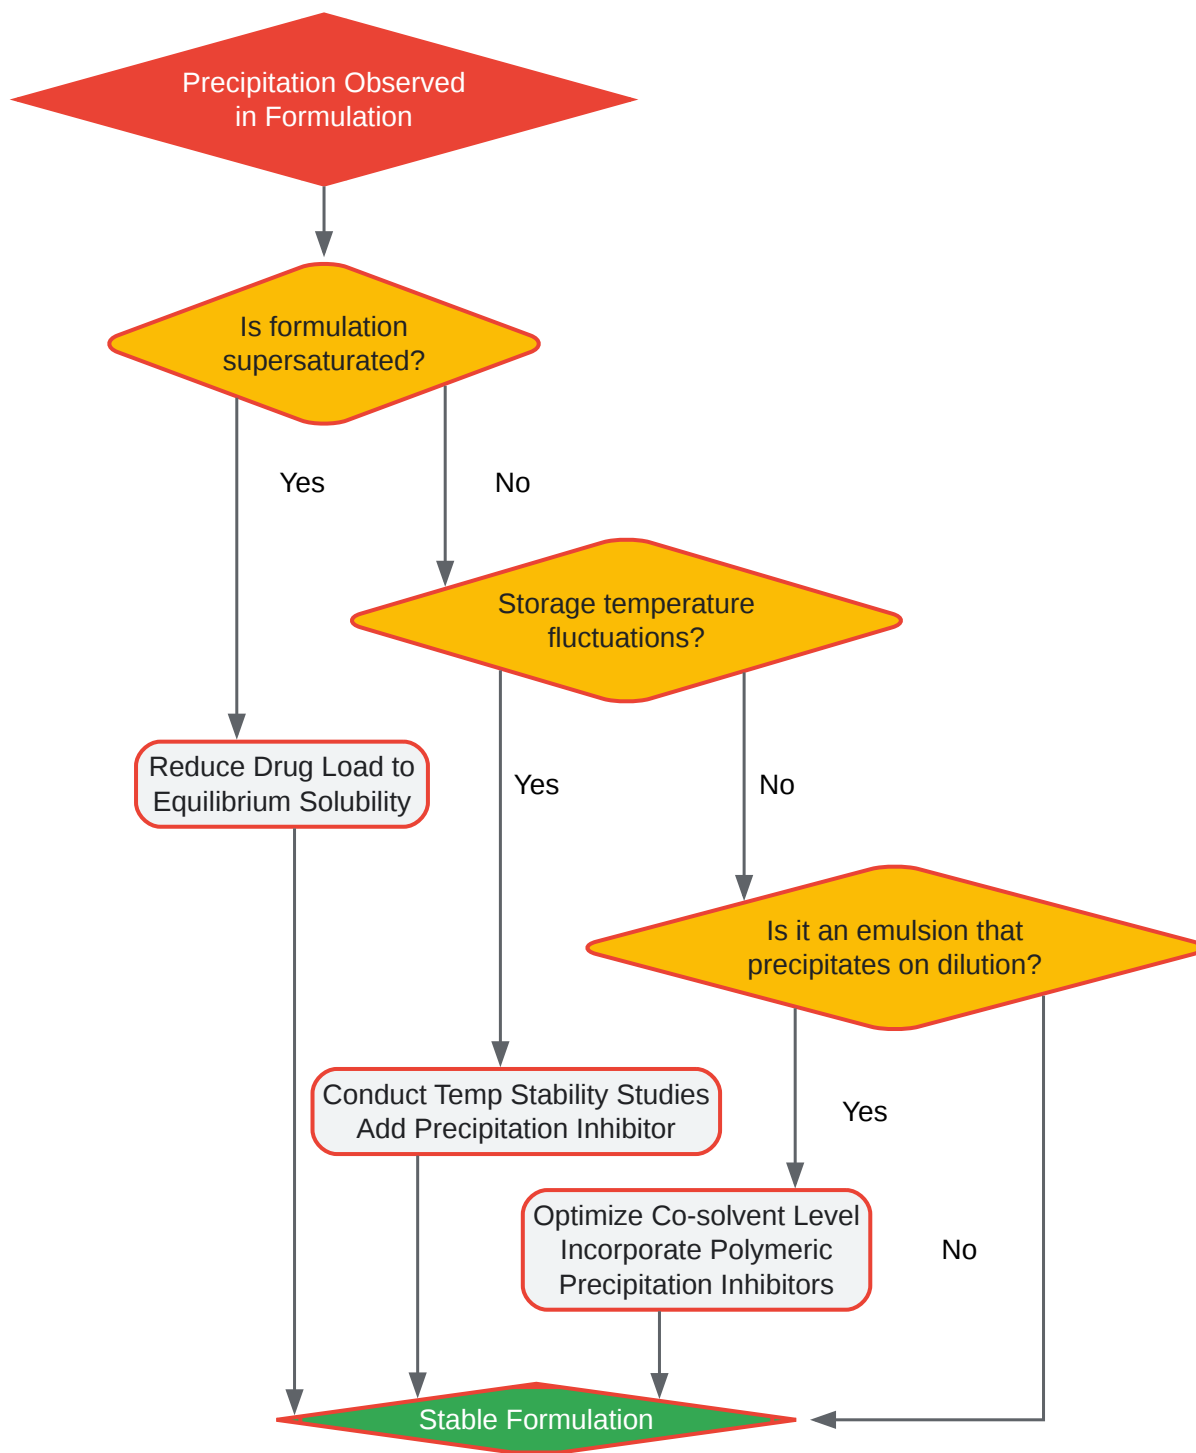 Precipitation Observed
in Formulation
Is formulation
supersaturated?
Yes
No
Storage temperature
fluctuations?
Reduce Drug Load to
Equilibrium Solubility
Yes
No
Is it an emulsion that
precipitates on dilution?
Conduct Temp Stability Studies
Add Precipitation Inhibitor
Yes
Optimize Co-solvent Level
Incorporate Polymeric
Precipitation Inhibitors
No
Stable Formulation